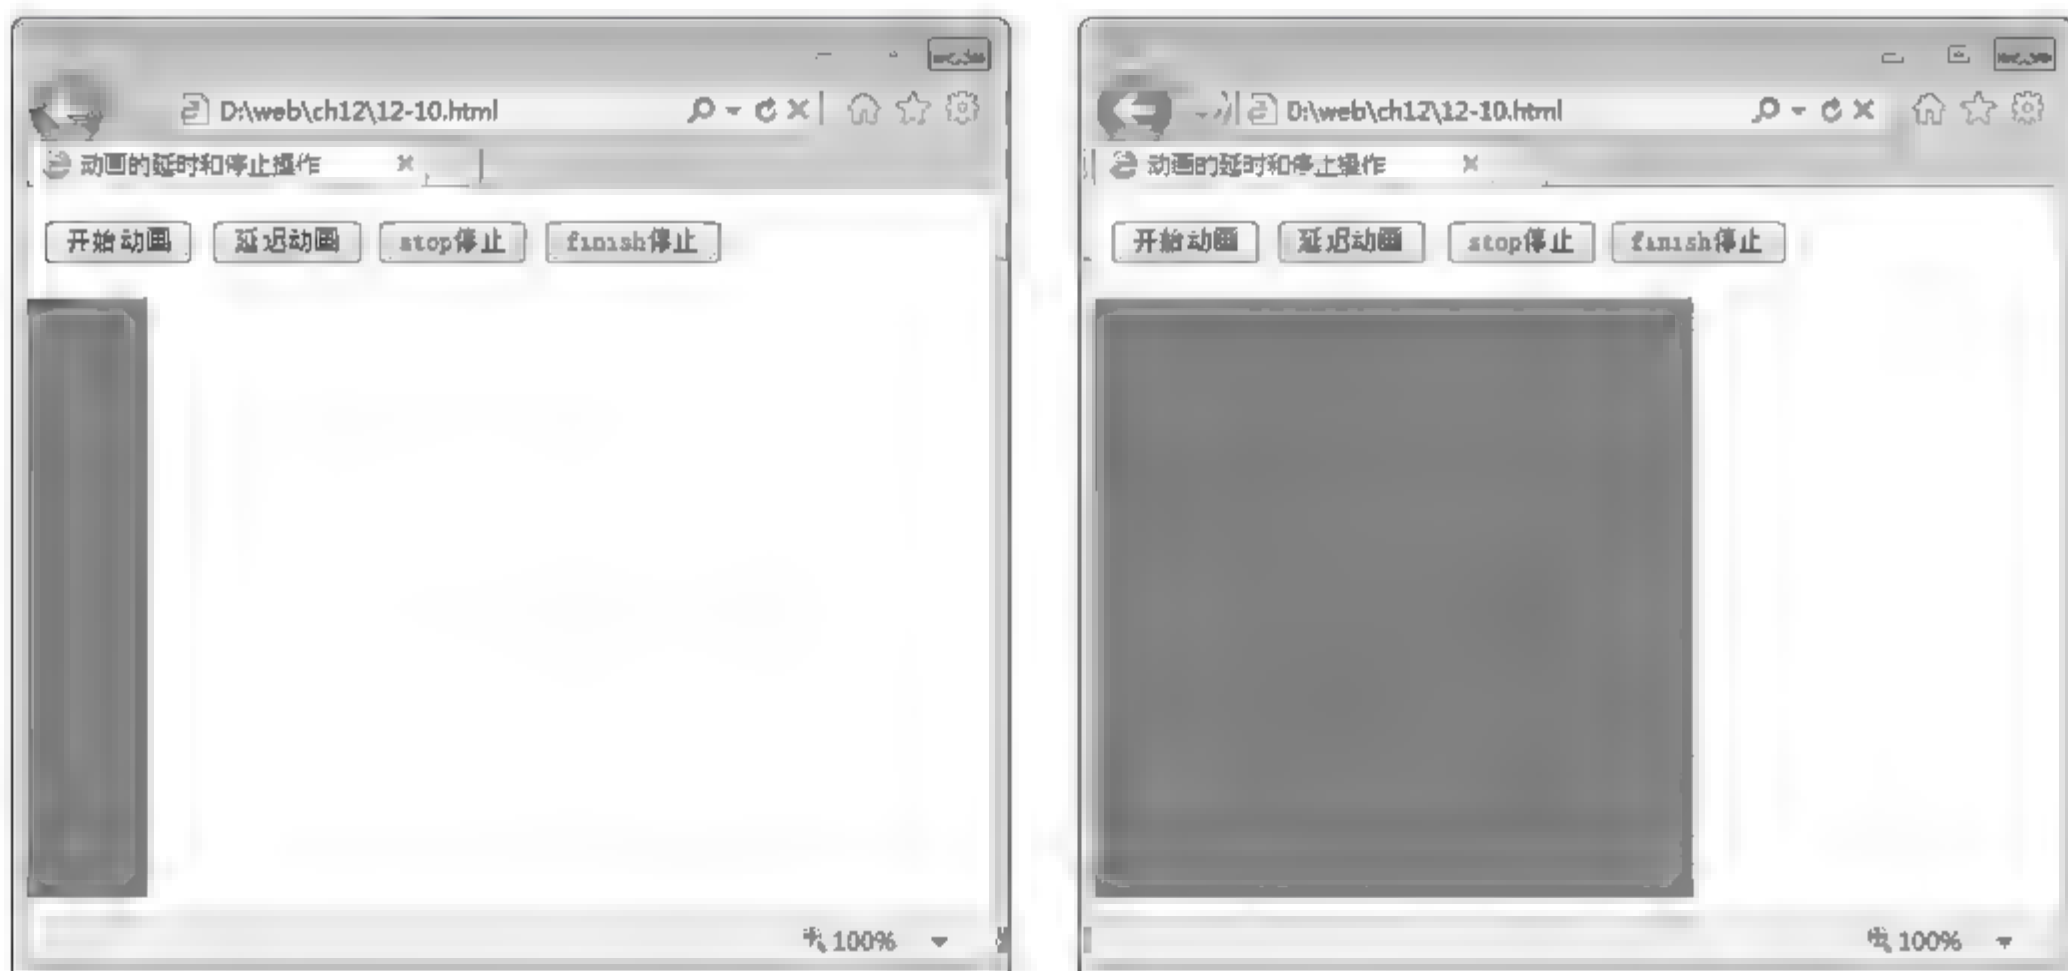 D:\web\ch12\12-10.html
动画的延时和停止操作
开始动画 延迟动画 stop停止 finish停止
100%
D:\web\ch12\12-10.html
动画的延时和停止操作
开始动画 延迟动画 stop停止 finish停止
100%